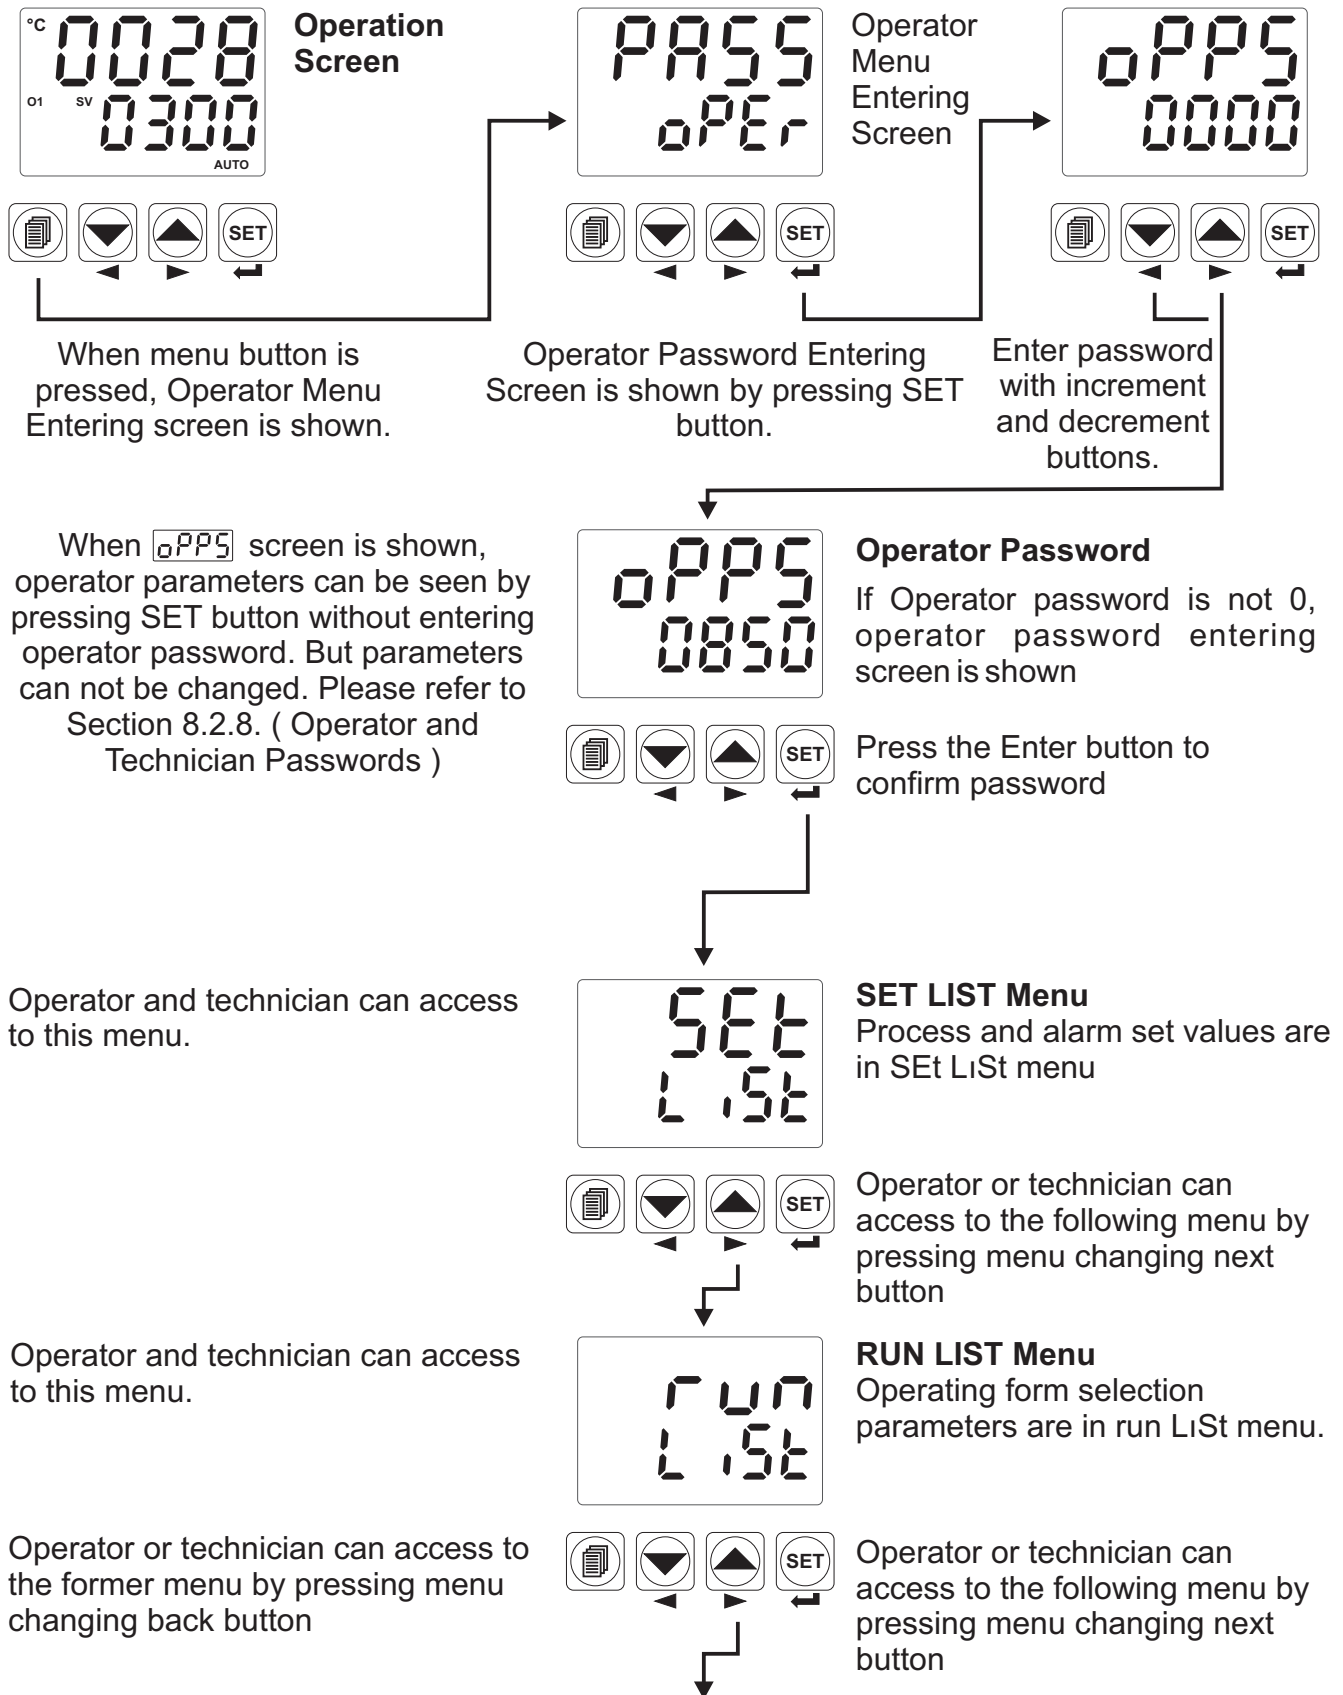 °C 0028
O1 SV 0300
AUTO
Operation
Screen
PASS
oPEr
Operator
Menu
Entering
Screen
oPPS
0000
SET
SET
SET
When menu button is
pressed, Operator Menu
Entering screen is shown.
Operator Password Entering
Screen is shown by pressing SET
button.
Enter password
with increment
and decrement
buttons.
When oPPS screen is shown,
operator parameters can be seen by
pressing SET button without entering
operator password. But parameters
can not be changed. Please refer to
Section 8.2.8. ( Operator and
Technician Passwords )
oPPS
0850
SET
Operator Password
If Operator password is not 0,
operator password entering
screen is shown
Press the Enter button to
confirm password
Operator and technician can access
to this menu.
SEt
LiSt
SET
SET LIST Menu
Process and alarm set values are
in SEt LıSt menu
Operator or technician can
access to the following menu by
pressing menu changing next
button
Operator and technician can access
to this menu.
run
LiSt
RUN LIST Menu
Operating form selection
parameters are in run LıSt menu.
Operator or technician can access to
the former menu by pressing menu
changing back button
SET
Operator or technician can
access to the following menu by
pressing menu changing next
button